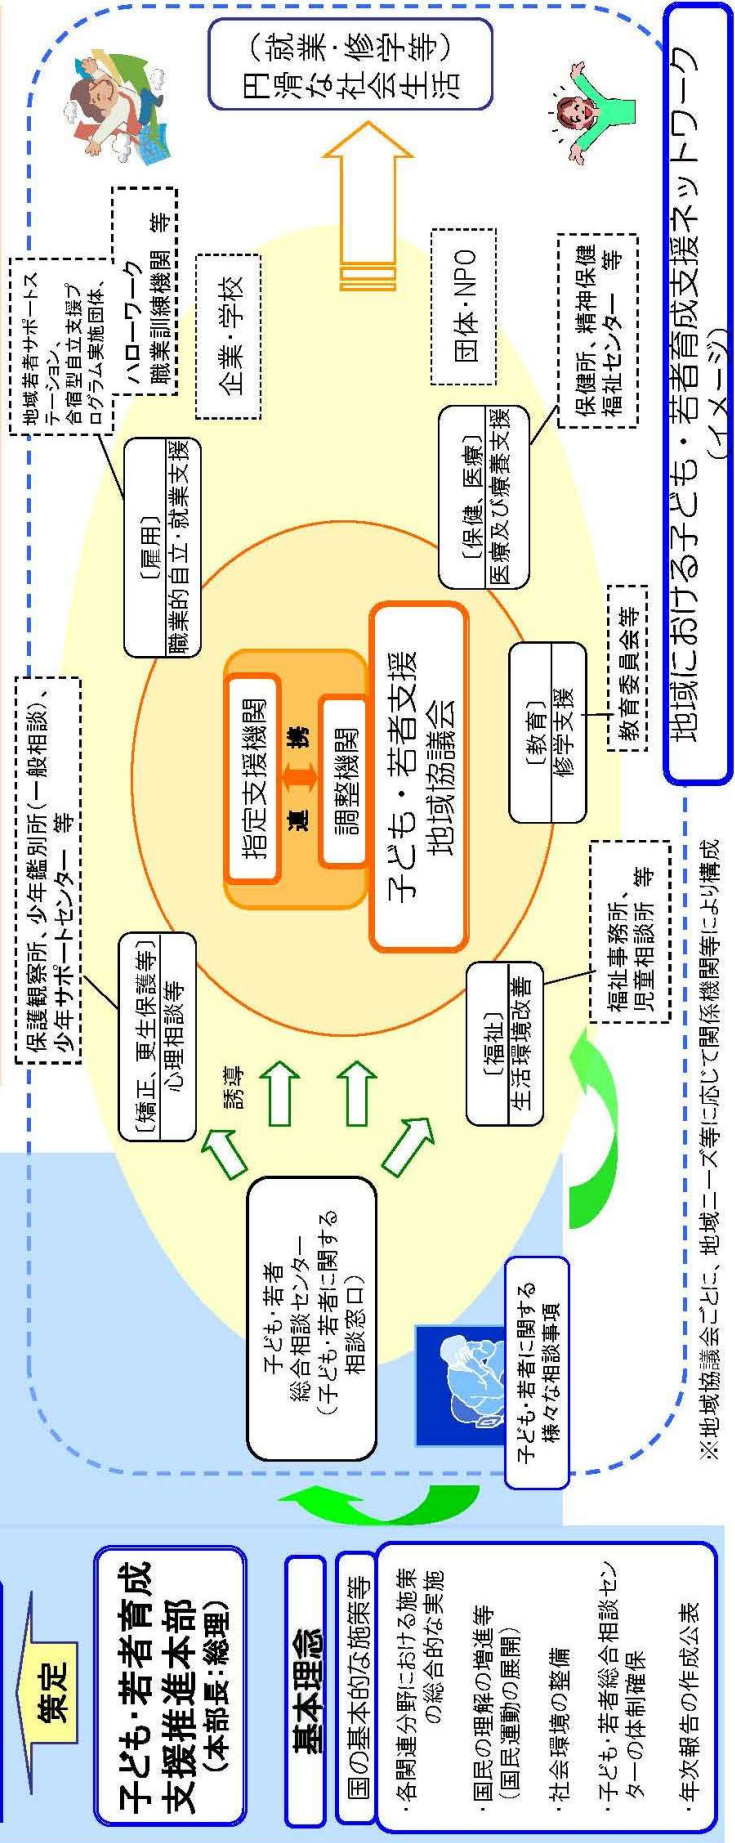 策定
子ども・若者育成
支援推進本部
(本部長:総理)
基本理念
国の基本的な施策等
・各関連分野における施策
の総合的な実施
・国民の理解の増進等
(国民運動の展開)
・社会環境の整備
・子ども・若者総合相談セン
ターの体制確保
・年次報告の作成公表
子ども・若者
総合相談センター
(子ども・若者に関する
相談窓口)
子ども・若者に関する
様々な相談事項
誘導
保護観察所、少年鑑別所(一般相談)、
少年サポートセンター 等
〔矯正、更生保護等〕
心理相談等
〔福祉〕
生活環境改善
福祉事務所、
児童相談所 等
指定支援機関
連 携
調整機関
子ども・若者支援
地域協議会
〔教育〕
修学支援
教育委員会等
地域若者サポートス
テーション、
合宿型自立支援プ
ログラム実施団体、
ハローワーク
職業訓練機関 等
〔雇用〕
職業的自立・就業支援
〔保健、医療〕
医療及び療養支援
保健所、精神保健
福祉センター 等
企業・学校
団体・NPO
(就業・修学等)
円滑な社会生活
地域における子ども・若者育成支援ネットワーク
(イメージ)
※地域協議会ごとに、地域ニーズ等に応じて関係機関等により構成